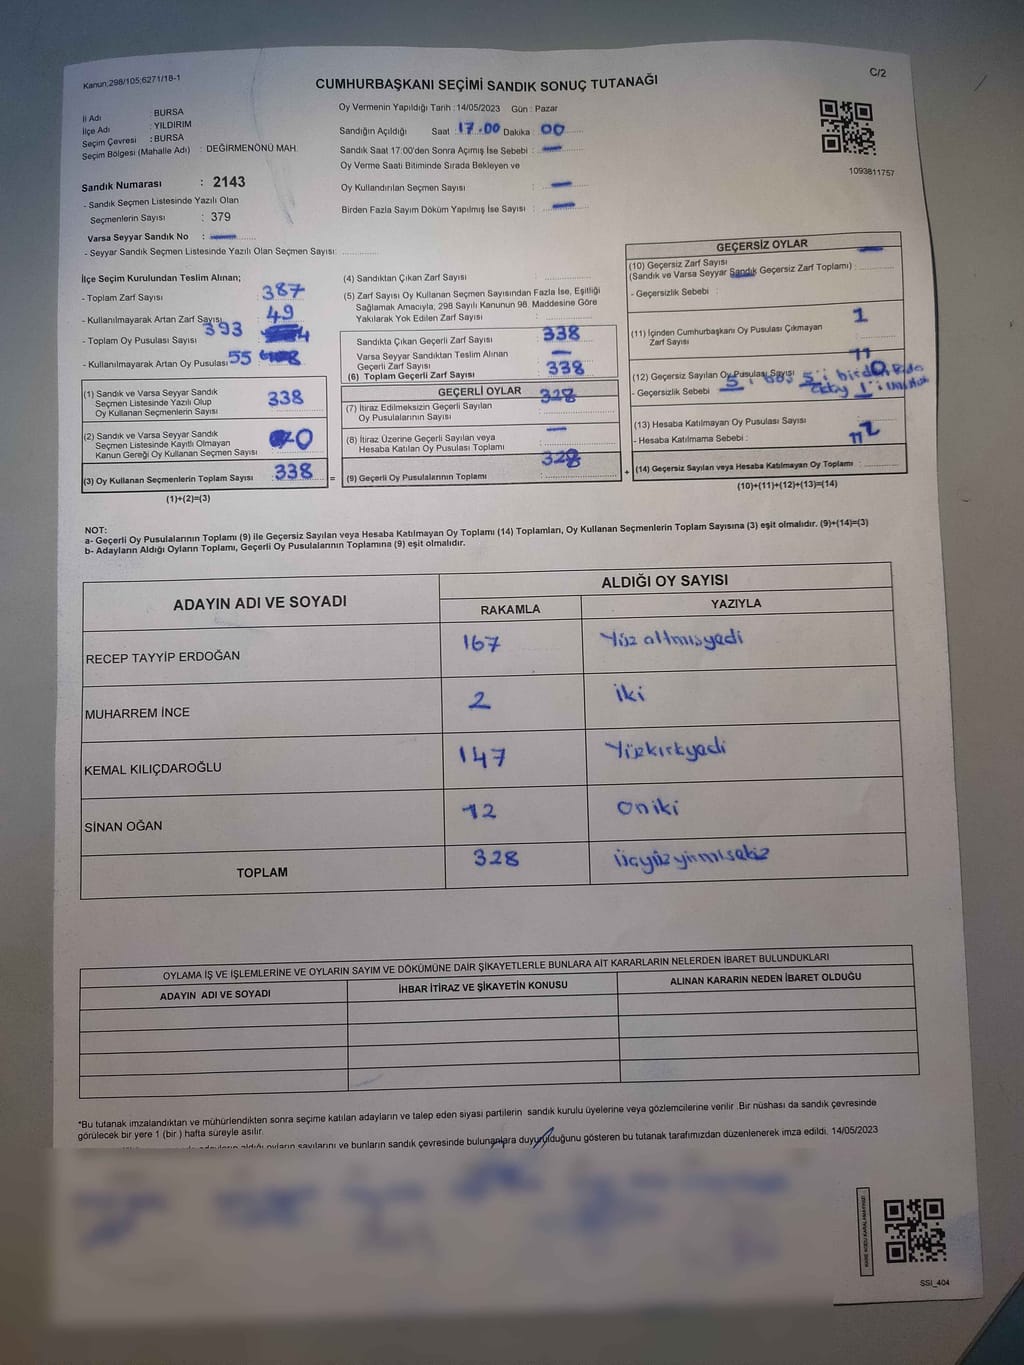 Kanun;298/105;6271/18-1
C/2
CUMHURBAŞKANI SEÇİMİ SANDIK SONUÇ TUTANAĞI
İl Adı : BURSA
İlçe Adı : YILDIRIM
Seçim Çevresi : BURSA
Seçim Bölgesi (Mahalle Adı) : DEĞİRMENÖNÜ MAH.
Oy Vermenin Yapıldığı Tarih : 14/05/2023 Gün : Pazar
Sandığın Açıldığı Saat : 17.00 Dakika : 00
Sandık Saat 17:00'den Sonra Açımış İse Sebebi : —
Oy Verme Saati Bitiminde Sırada Bekleyen ve
Oy Kullandırılan Seçmen Sayısı : —
Birden Fazla Sayım Döküm Yapılmış İse Sayısı : —
1093811757
Sandık Numarası : 2143
- Sandık Seçmen Listesinde Yazılı Olan
Seçmenlerin Sayısı : 379
Varsa Seyyar Sandık No : —
- Seyyar Sandık Seçmen Listesinde Yazılı Olan Seçmen Sayısı:
İlçe Seçim Kurulundan Teslim Alınan;
- Toplam Zarf Sayısı : 387
- Kullanılmayarak Artan Zarf Sayısı 49
- Toplam Oy Pusulası Sayısı 393
- Kullanılmayarak Artan Oy Pusulası 55
(1) Sandık ve Varsa Seyyar Sandık
Seçmen Listesinde Yazılı Olup
Oy Kullanan Seçmenlerin Sayısı 338
(2) Sandık ve Varsa Seyyar Sandık
Seçmen Listesinde Kayıtlı Olmayan
Kanun Gereği Oy Kullanan Seçmen Sayısı 0
(3) Oy Kullanan Seçmenlerin Toplam Sayısı : 338
(1)+(2)=(3)
(4) Sandıktan Çıkan Zarf Sayısı :
(5) Zarf Sayısı Oy Kullanan Seçmen Sayısından Fazla İse, Eşitliği
Sağlamak Amacıyla, 298 Sayılı Kanunun 98. Maddesine Göre
Yakılarak Yok Edilen Zarf Sayısı :
Sandıkta Çıkan Geçerli Zarf Sayısı 338
Varsa Seyyar Sandıktan Teslim Alınan
Geçerli Zarf Sayısı —
(6) Toplam Geçerli Zarf Sayısı 338
GEÇERLİ OYLAR
(7) İtiraz Edilmeksizin Geçerli Sayılan
Oy Pusulalarının Sayısı 328
(8) İtiraz Üzerine Geçerli Sayılan veya
Hesaba Katılan Oy Pusulası Toplamı —
(9) Geçerli Oy Pusulalarının Toplamı 328
GEÇERSİZ OYLAR
(10) Geçersiz Zarf Sayısı —
(Sandık ve Varsa Seyyar Sandık Geçersiz Zarf Toplamı) :
- Geçersizlik Sebebi :
(11) İçinden Cumhurbaşkanı Oy Pusulası Çıkmayan
Zarf Sayısı 1
(12) Geçersiz Sayılan Oy Pusulası Sayısı 11
- Geçersizlik Sebebi
(13) Hesaba Katılmayan Oy Pusulası Sayısı
- Hesaba Katılmama Sebebi :
(14) Geçersiz Sayılan veya Hesaba Katılmayan Oy Toplamı :
(10)+(11)+(12)+(13)=(14)
NOT:
a- Geçerli Oy Pusulalarının Toplamı (9) ile Geçersiz Sayılan veya Hesaba Katılmayan Oy Toplamı (14) Toplamları, Oy Kullanan Seçmenlerin Toplam Sayısına (3) eşit olmalıdır. (9)+(14)=(3)
b- Adayların Aldığı Oyların Toplamı, Geçerli Oy Pusulalarının Toplamına (9) eşit olmalıdır.
ADAYIN ADI VE SOYADI
ALDIĞI OY SAYISI
RAKAMLA YAZIYLA
RECEP TAYYİP ERDOĞAN 167 Yüz altmışyedi
MUHARREM İNCE 2 iki
KEMAL KILIÇDAROĞLU 147 Yüzkırkyedi
SİNAN OĞAN 12 oniki
TOPLAM 328 üçyüzyirmisekiz
OYLAMA İŞ VE İŞLEMLERİNE VE OYLARIN SAYIM VE DÖKÜMÜNE DAİR ŞİKAYETLERLE BUNLARA AİT KARARLARIN NELERDEN İBARET BULUNDUKLARI
ADAYIN ADI VE SOYADI İHBAR İTİRAZ VE ŞİKAYETİN KONUSU ALINAN KARARIN NEDEN İBARET OLDUĞU
*Bu tutanak imzalandıktan ve mühürlendikten sonra seçime katılan adayların ve talep eden siyasi partilerin sandık kurulu üyelerine veya gözlemcilerine verilir .Bir nüshası da sandık çevresinde
görülecek bir yere 1 (bir ) hafta süreyle asılır.
oyların sayılarını ve bunların sandık çevresinde bulunanlara duyurulduğunu gösteren bu tutanak tarafımızdan düzenlenerek imza edildi. 14/05/2023
KARE KODU KARALAMAYINIZ!
SSI_404